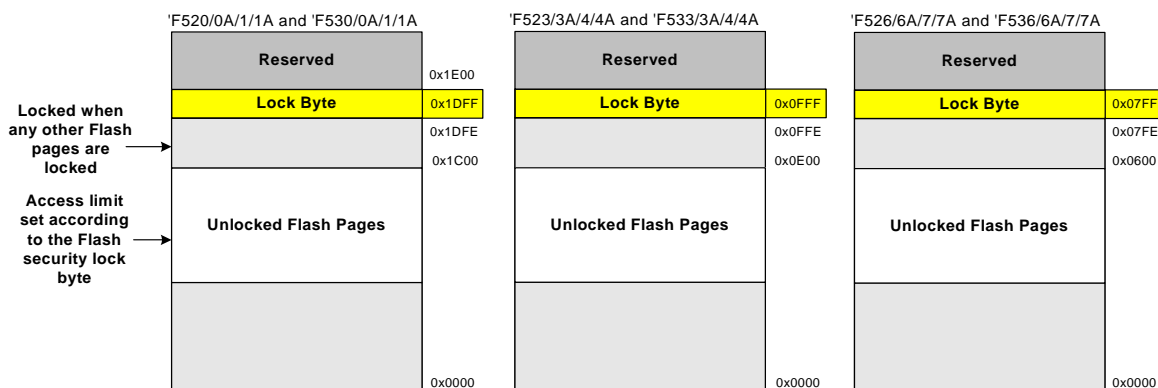 'F520/0A/1/1A and 'F530/0A/1/1A
Reserved
0x1E00
Lock Byte
0x1DFF
0x1DFE
0x1C00
Unlocked Flash Pages
0x0000
Locked when
any other Flash
pages are
locked
Access limit
set according
to the Flash
security lock
byte
'F523/3A/4/4A and 'F533/3A/4/4A
Reserved
Lock Byte
0x0FFF
0x0FFE
0x0E00
Unlocked Flash Pages
0x0000
'F526/6A/7/7A and 'F536/6A/7/7A
Reserved
Lock Byte
0x07FF
0x07FE
0x0600
Unlocked Flash Pages
0x0000